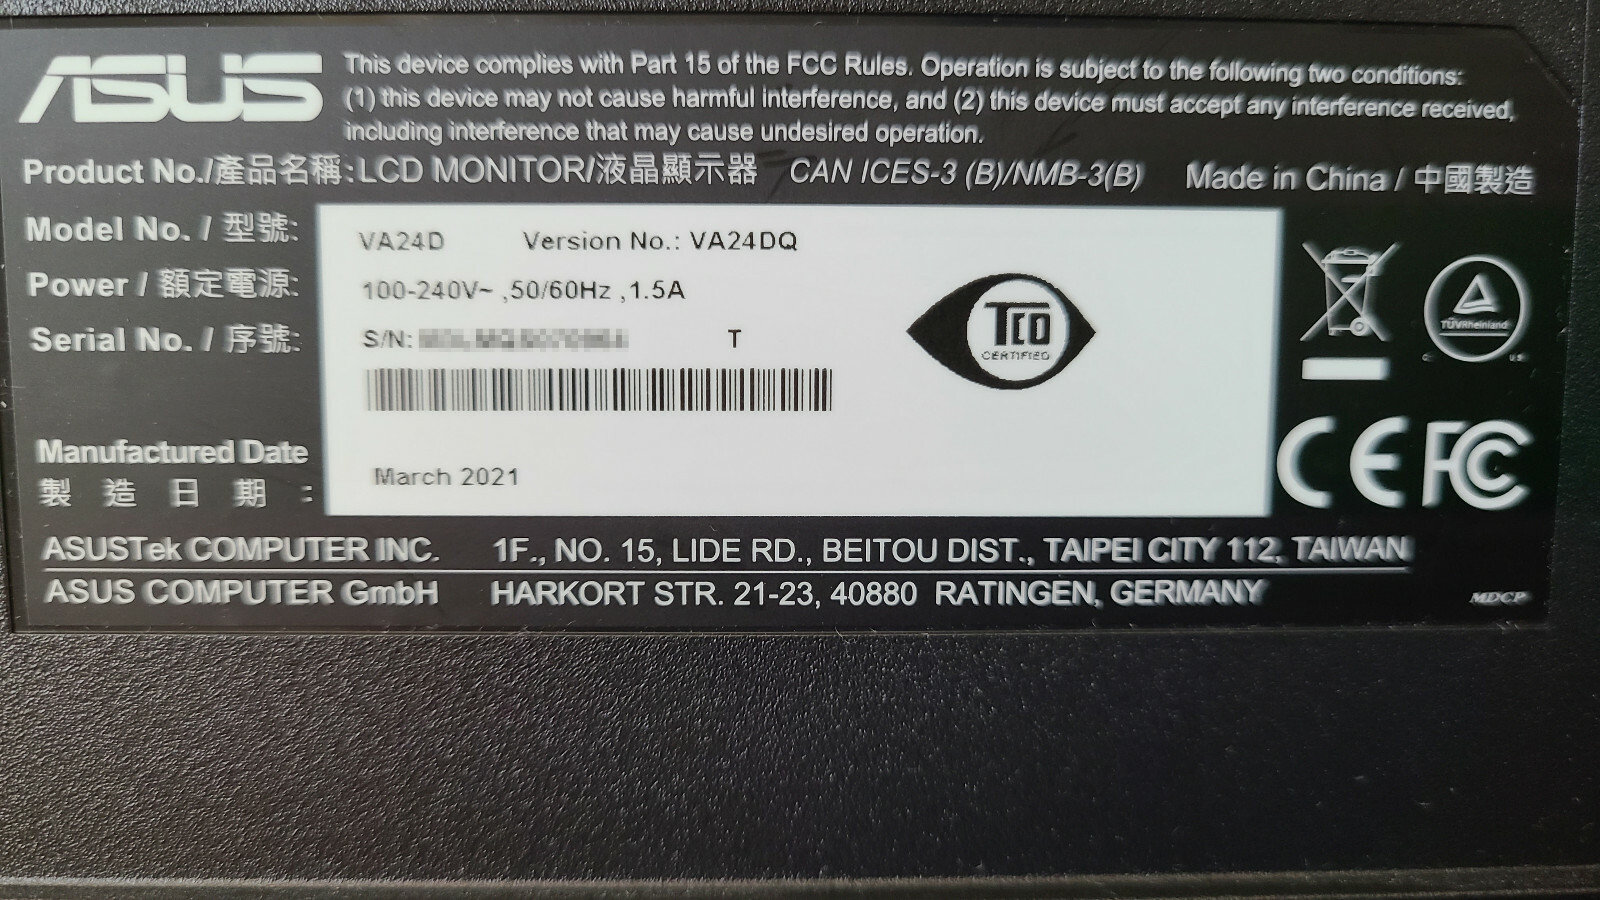 ASUS
This device complies with Part 15 of the FCC Rules. Operation is subject to the following two conditions:
(1) this device may not cause harmful interference, and (2) this device must accept any interference received,
including interference that may cause undesired operation.
Product No./產品名稱:LCD MONITOR/液晶顯示器 CAN ICES-3 (B)/NMB-3(B) Made in China / 中國製造
Model No. / 型號: VA24D Version No.: VA24DQ
Power / 額定電源: 100-240V~ ,50/60Hz ,1.5A
Serial No. / 序號: S/N: T
TCO
CERTIFIED
TÜVRheinland
C US
Manufactured Date
製造日期: March 2021
CE FC
ASUSTek COMPUTER INC. 1F., NO. 15, LIDE RD., BEITOU DIST., TAIPEI CITY 112, TAIWAN
ASUS COMPUTER GmbH HARKORT STR. 21-23, 40880 RATINGEN, GERMANY
MDCP